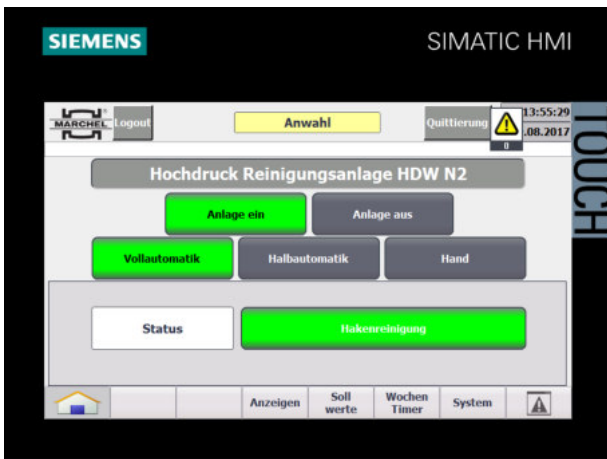 SIEMENS
SIMATIC HMI
TOUCH
MARCHEL
Logout
Anwahl
Quittierung
0
13:55:29
.08.2017
Hochdruck Reinigungsanlage HDW N2
Anlage ein
Anlage aus
Vollautomatik
Halbautomatik
Hand
Status
Hakenreinigung
Anzeigen
Soll
werte
Wochen
Timer
System